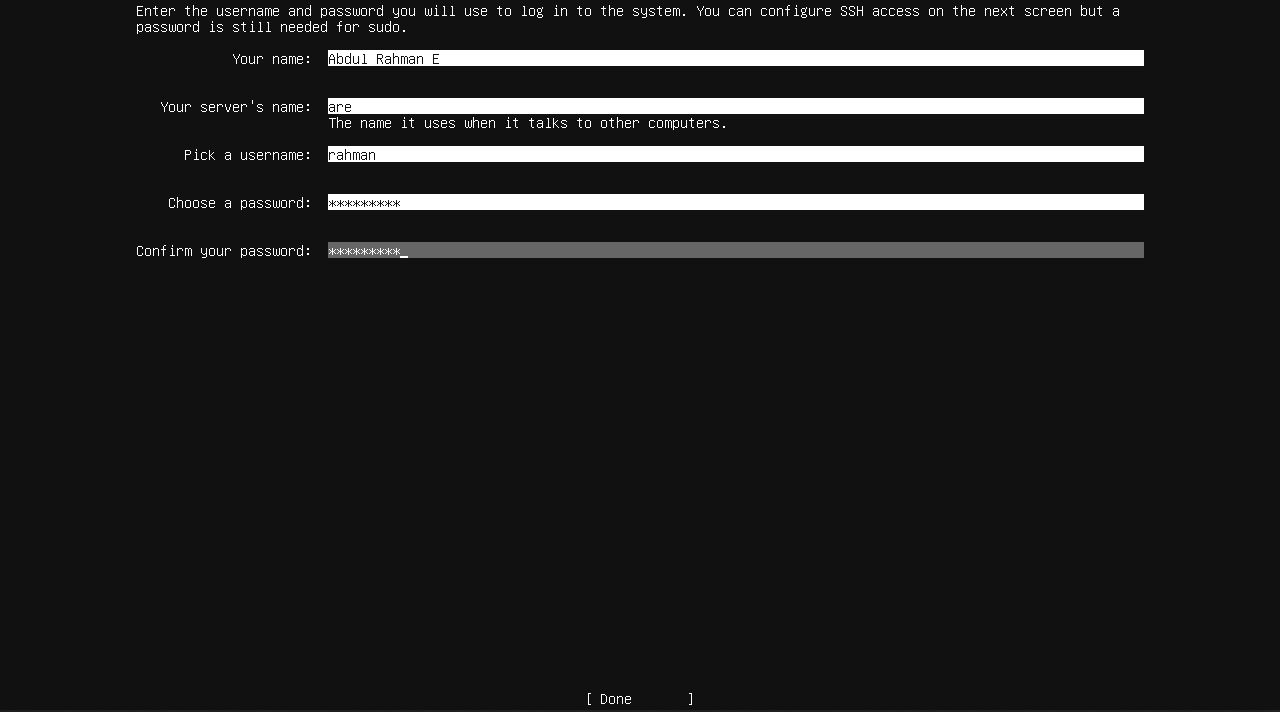 Enter the username and password you will use to log in to the system. You can configure SSH access on the next screen but a
password is still needed for sudo.
Your name: Abdul Rahman E
Your server's name: are
The name it uses when it talks to other computers.
Pick a username: rahman
Choose a password: *********
Confirm your password: *********_
[ Done ]